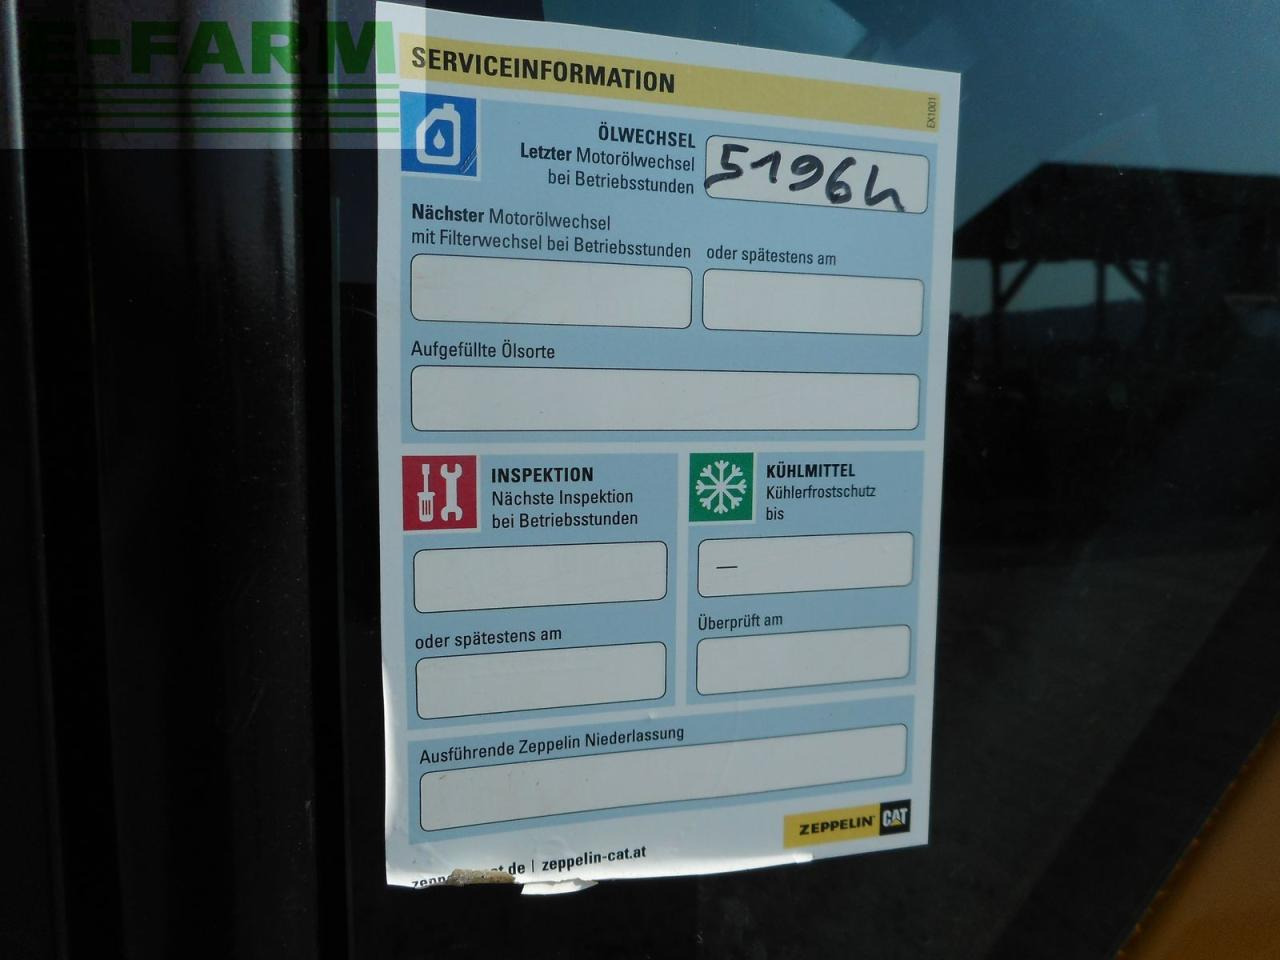 E-FARM
SERVICEINFORMATION
EX1001
ÖLWECHSEL
Letzter Motorölwechsel
bei Betriebsstunden
5196h
Nächster Motorölwechsel
mit Filterwechsel bei Betriebsstunden
oder spätestens am
Aufgefüllte Ölsorte
INSPEKTION
Nächste Inspektion
bei Betriebsstunden
oder spätestens am
KÜHLMITTEL
Kühlerfrostschutz
bis
—
Überprüft am
Ausführende Zeppelin Niederlassung
ZEPPELIN CAT
de | zeppelin-cat.at